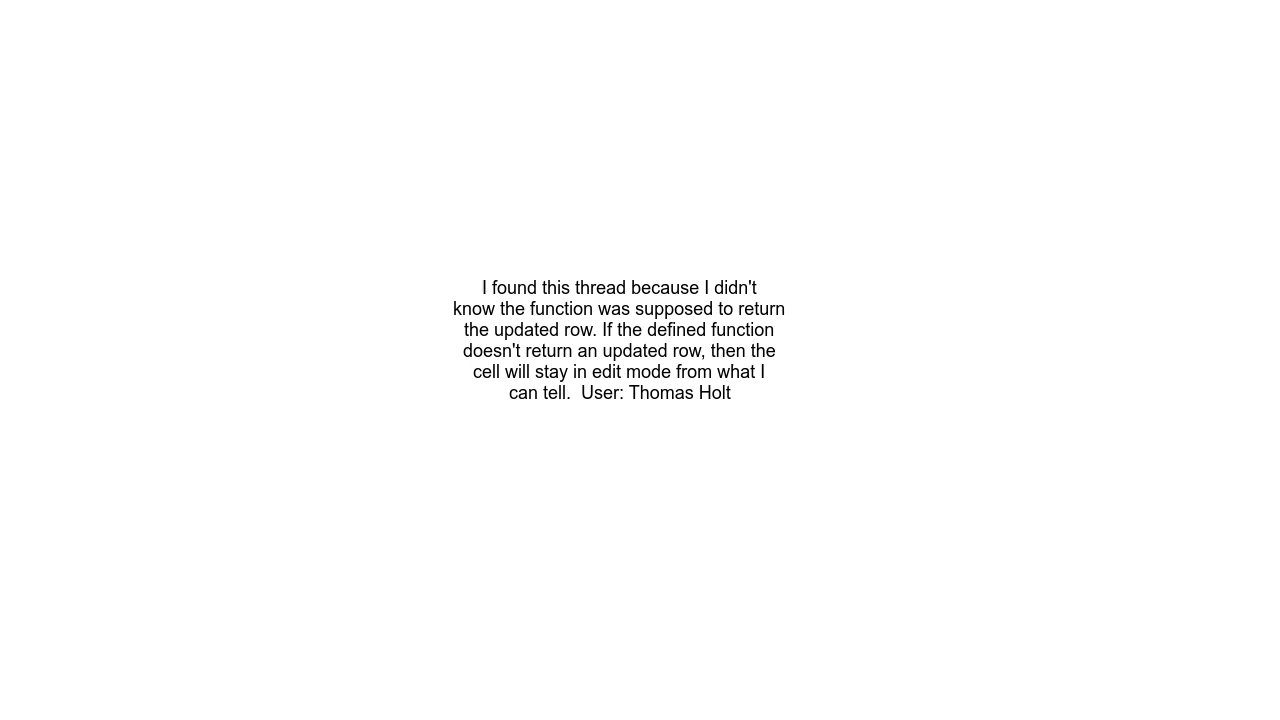 I found this thread because I didn't
know the function was supposed to return
the updated row. If the defined function
doesn't return an updated row, then the
cell will stay in edit mode from what I
can tell.  User: Thomas Holt